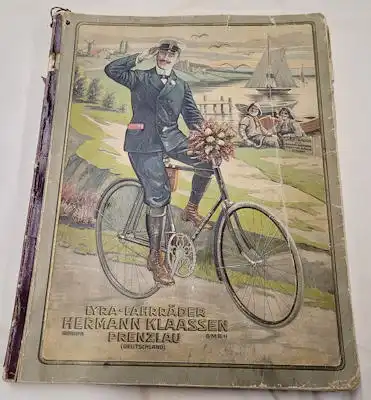 LYRA-FAHRRÄDER
HERMANN KLAASSEN
G.M.B.H.
PRENZLAU
(DEUTSCHLAND)